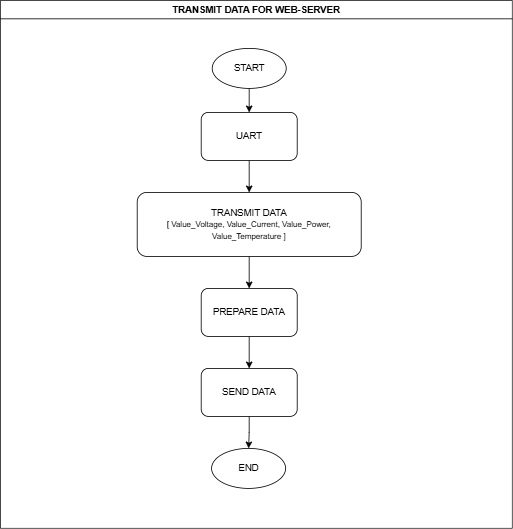 TRANSMIT DATA FOR WEB-SERVER
START
UART
TRANSMIT DATA
[ Value_Voltage, Value_Current, Value_Power,
Value_Temperature ]
PREPARE DATA
SEND DATA
END